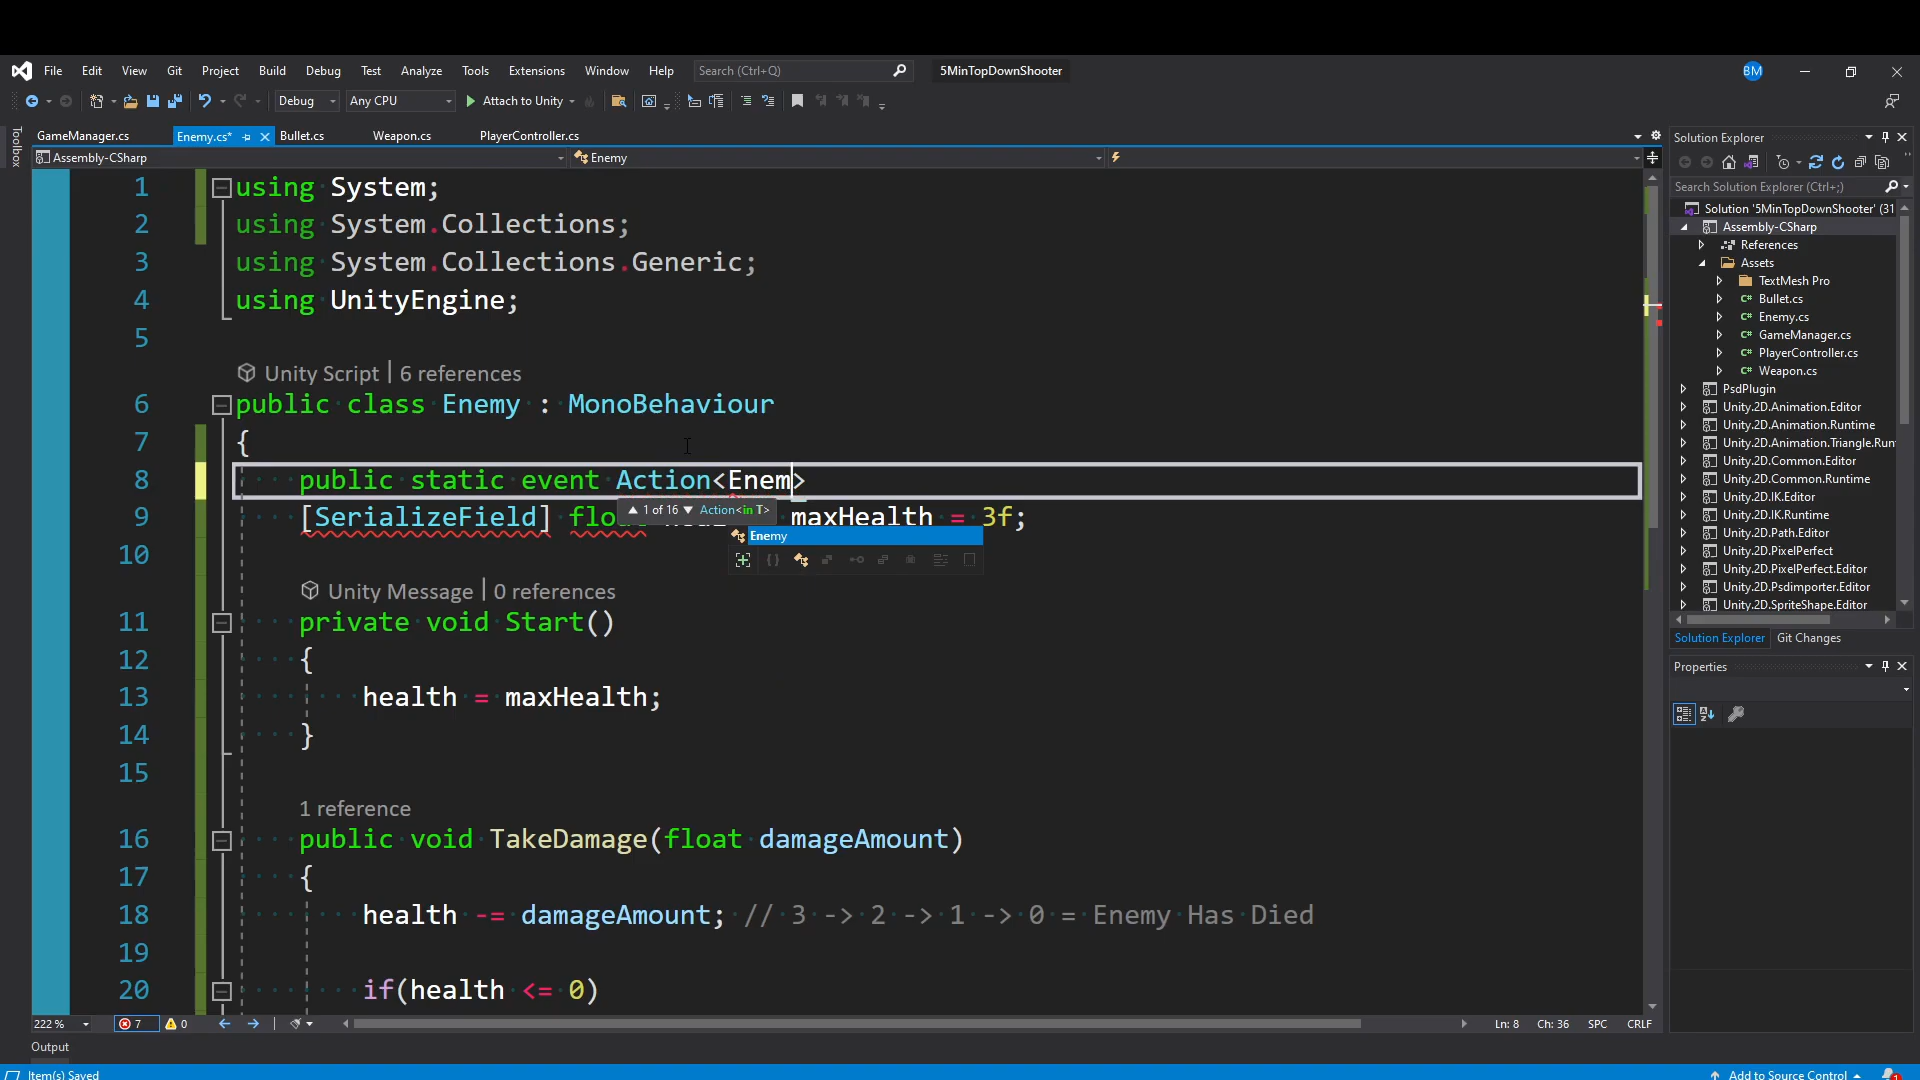 File Edit View Git Project Build Debug Test Analyze Tools Extensions Window Help Search (Ctrl+Q) 5MinTopDownShooter BM
Debug Any CPU Attach to Unity
Toolbox
GameManager.cs Enemy.cs* Bullet.cs Weapon.cs PlayerController.cs
Assembly-CSharp Enemy
1 using System;
2 using System.Collections;
3 using System.Collections.Generic;
4 using UnityEngine;
5
Unity Script | 6 references
6 public class Enemy : MonoBehaviour
7 {
8 public static event Action<Enem>
1 of 16 Action<in T>
9 [SerializeField] maxHealth = 3f;
Enemy
10
Unity Message | 0 references
11 private void Start()
12 {
13 health = maxHealth;
14 }
15
1 reference
16 public void TakeDamage(float damageAmount)
17 {
18 health -= damageAmount; // 3 -> 2 -> 1 -> 0 = Enemy Has Died
19
20 if(health <= 0)
222 % 7 0 Ln: 8 Ch: 36 SPC CRLF
Output
Item(s) Saved
Add to Source Control 1
Solution Explorer
Search Solution Explorer (Ctrl+;)
Solution '5MinTopDownShooter' (31
Assembly-CSharp
References
Assets
TextMesh Pro
C# Bullet.cs
C# Enemy.cs
C# GameManager.cs
C# PlayerController.cs
C# Weapon.cs
PsdPlugin
Unity.2D.Animation.Editor
Unity.2D.Animation.Runtime
Unity.2D.Animation.Triangle.Run
Unity.2D.Common.Editor
Unity.2D.Common.Runtime
Unity.2D.IK.Editor
Unity.2D.IK.Runtime
Unity.2D.Path.Editor
Unity.2D.PixelPerfect
Unity.2D.PixelPerfect.Editor
Unity.2D.Psdimporter.Editor
Unity.2D.SpriteShape.Editor
Solution Explorer Git Changes
Properties